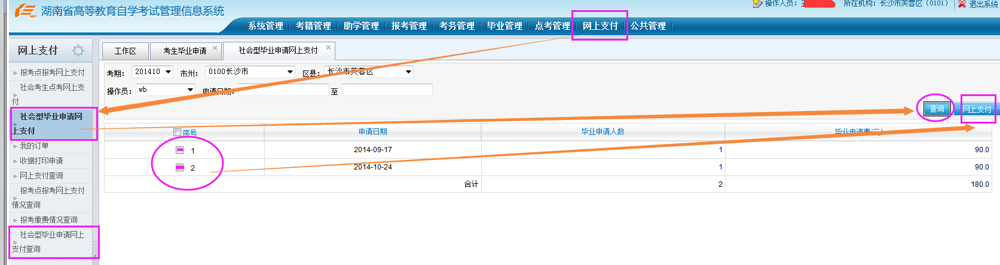 湖南省高等教育自学考试管理信息系统
操作人员：王
所在机构：长沙市芙蓉区（0101）
退出系统
系统管理 考籍管理 助学管理 报考管理 考务管理 毕业管理 点考管理 网上支付 公共管理
网上支付
报考点报考网上支付
社会考生点考网上支
付
社会型毕业申请网
上支付
我的订单
收据打印申请
网上支付查询
报考点报考网上支付
情况查询
报考缴费情况查询
社会型毕业申请网上
支付查询
工作区 考生毕业申请 社会型毕业申请网上支付
考期： 201410 市州： 0100长沙市 区县： 长沙市芙蓉区
操作员： wb 申请日期： 至
查询 网上支付
序号 申请日期 毕业申请人数 毕业申请费(元)
1 2014-09-17 1 90.0
2 2014-10-24 1 90.0
合计 2 180.0